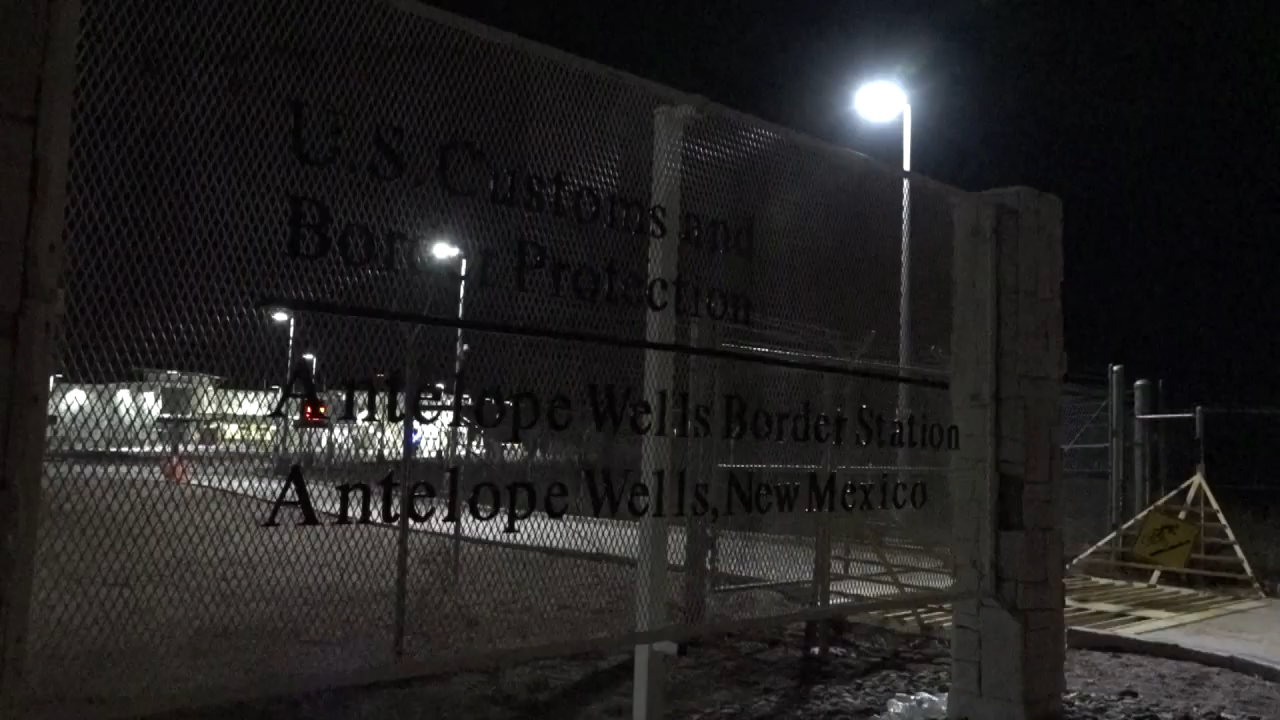 U.S. Customs and
Border Protection
Antelope Wells Border Station
Antelope Wells, New Mexico